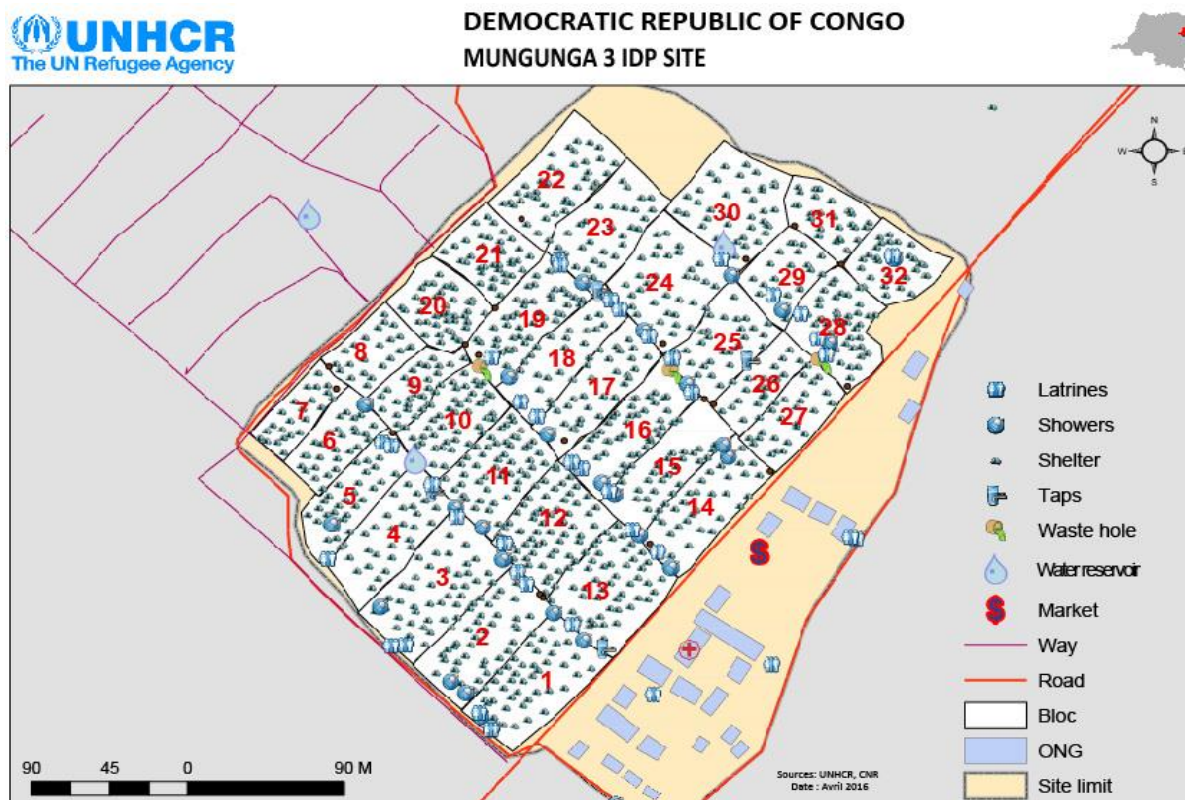 UNHCR
The UN Refugee Agency
DEMOCRATIC REPUBLIC OF CONGO
MUNGUNGA 3 IDP SITE
N
W
E
S
22
23
30
31
21
24
29
32
20
19
28
8
18
25
9
17
26
7
10
16
27
6
11
15
5
12
14
4
3
13
2
1
Latrines
Showers
Shelter
Taps
Waste hole
Water reservoir
$
Market
Way
Road
Bloc
ONG
Site limit
$
90 45 0 90 M
Sources: UNHCR, CNR
Date : Avril 2016